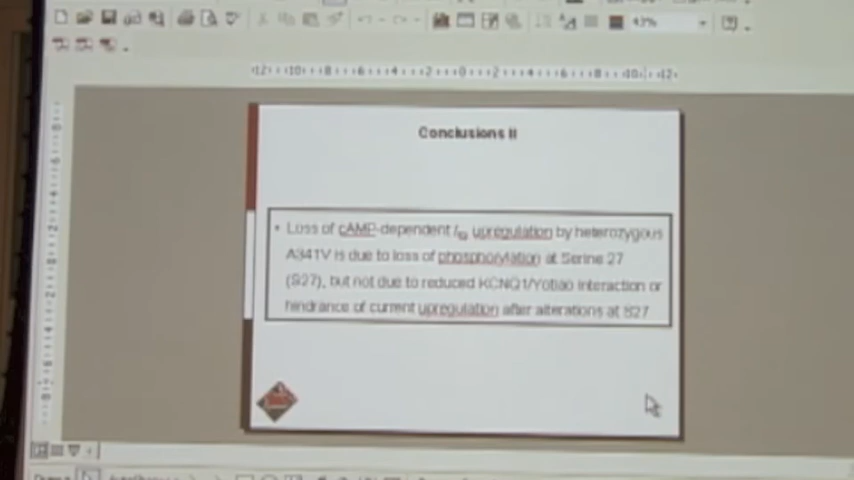 43%
Conclusions II
• Loss of cAMP-dependent I upregulation by heterozygous
A341V is due to loss of phosphorylation at Serine 27
(S27), but not due to reduced KCNQ1/Yotiao interaction or
hindrance of current upregulation after alterations at S27